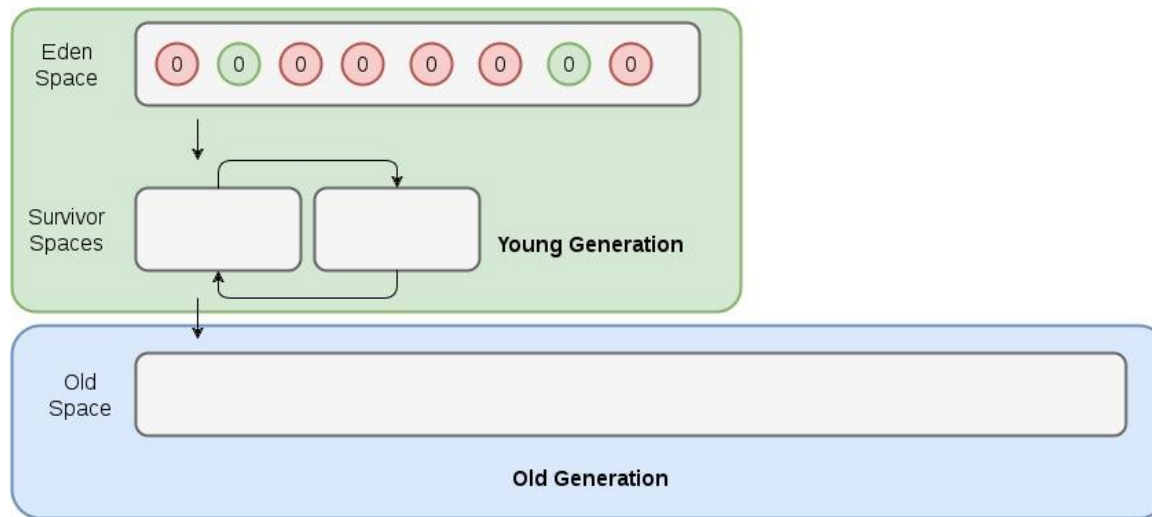 Eden
Space
0 0 0 0 0 0 0 0
Survivor
Spaces
Young Generation
Old
Space
Old Generation